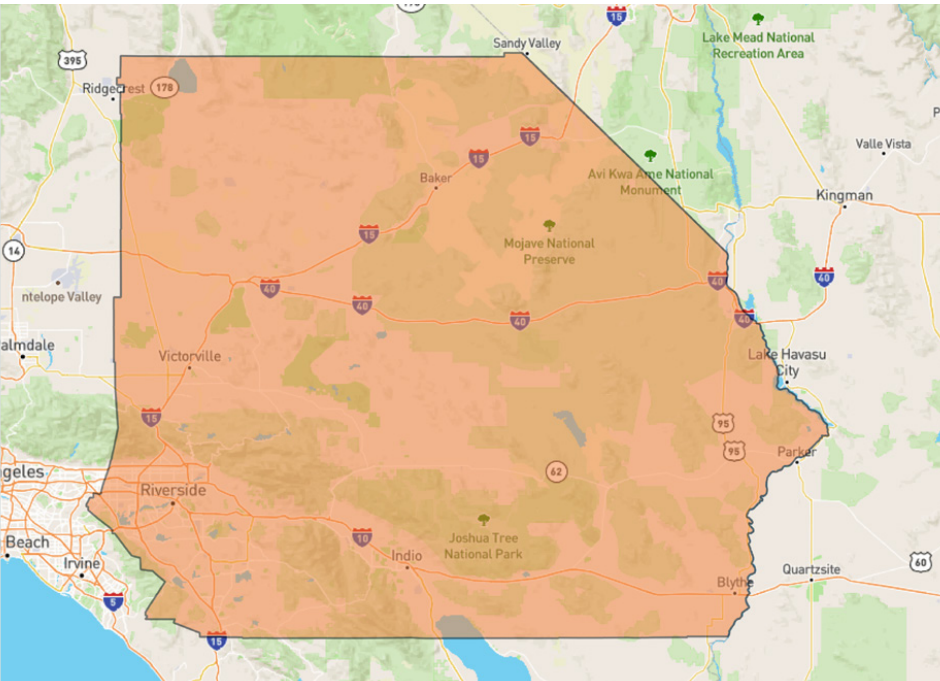 15
Lake Mead National
Recreation Area
Sandy Valley
395
Ridgecrest
178
15
15
Valle Vista
Baker
Avi Kwa Ame National
Monument
Kingman
15
Mojave National
Preserve
14
40
40
40
ntelope Valley
40
40
40
almdale
Victorville
Lake Havasu
City
15
95
95
Parker
geles
62
Riverside
10
Joshua Tree
National Park
Beach
Indio
Irvine
60
Quartzsite
Blythe
5
15